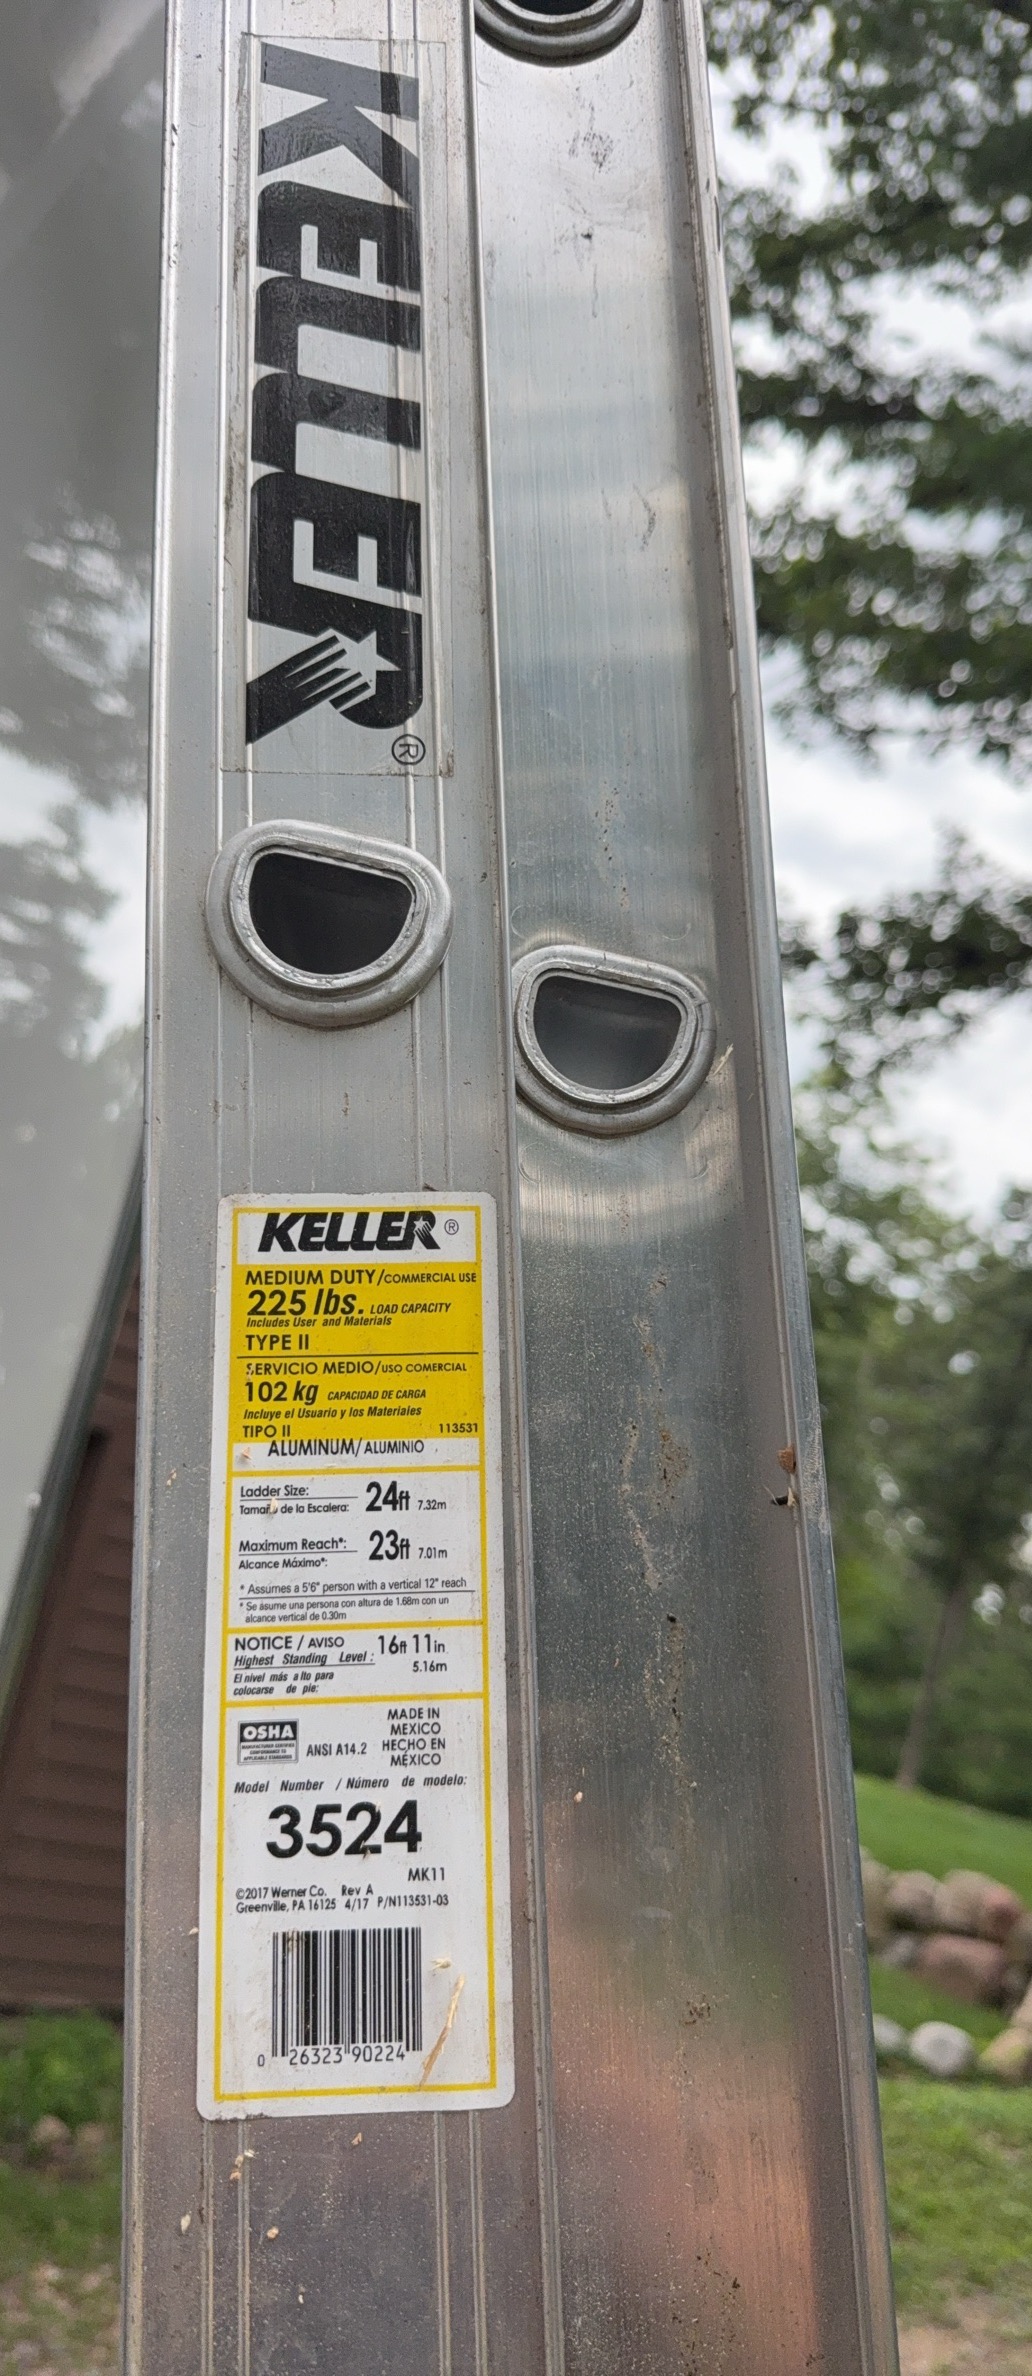 KELLER®
KELLER®
MEDIUM DUTY/COMMERCIAL USE
225 lbs. LOAD CAPACITY
Includes User and Materials
TYPE II
SERVICIO MEDIO/USO COMERCIAL
102 kg CAPACIDAD DE CARGA
Incluye el Usuario y los Materiales
TIPO II 113531
ALUMINUM/ALUMINIO
Ladder Size: 24ft 7.32m
Tamaño de la Escalera:
Maximum Reach*: 23ft 7.01m
Alcance Máximo*:
* Assumes a 5'6" person with a vertical 12" reach
* Se asume una persona con altura de 1.68m con un
alcance vertical de 0.30m
NOTICE / AVISO 16ft 11in
Highest Standing Level: 5.16m
El nivel más alto para
colocarse de pie:
OSHA
ANSI A14.2
MADE IN
MEXICO
HECHO EN
MÉXICO
Model Number / Número de modelo:
3524
MK11
©2017 Werner Co. Rev A
Greenville, PA 16125 4/17 P/N113531-03
0 26323 90224